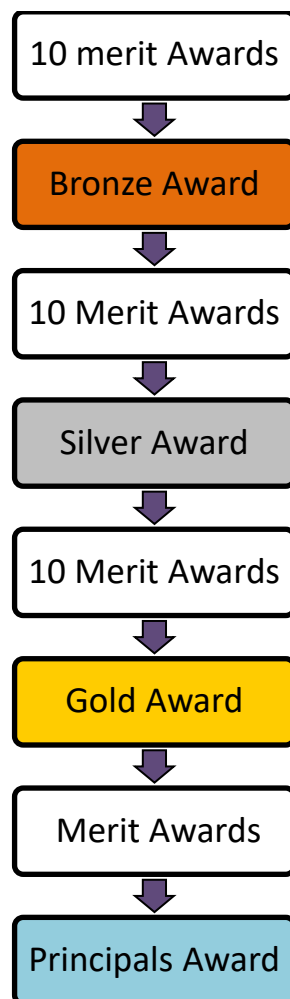 10 merit Awards
Bronze Award
10 Merit Awards
Silver Award
10 Merit Awards
Gold Award
Merit Awards
Principals Award